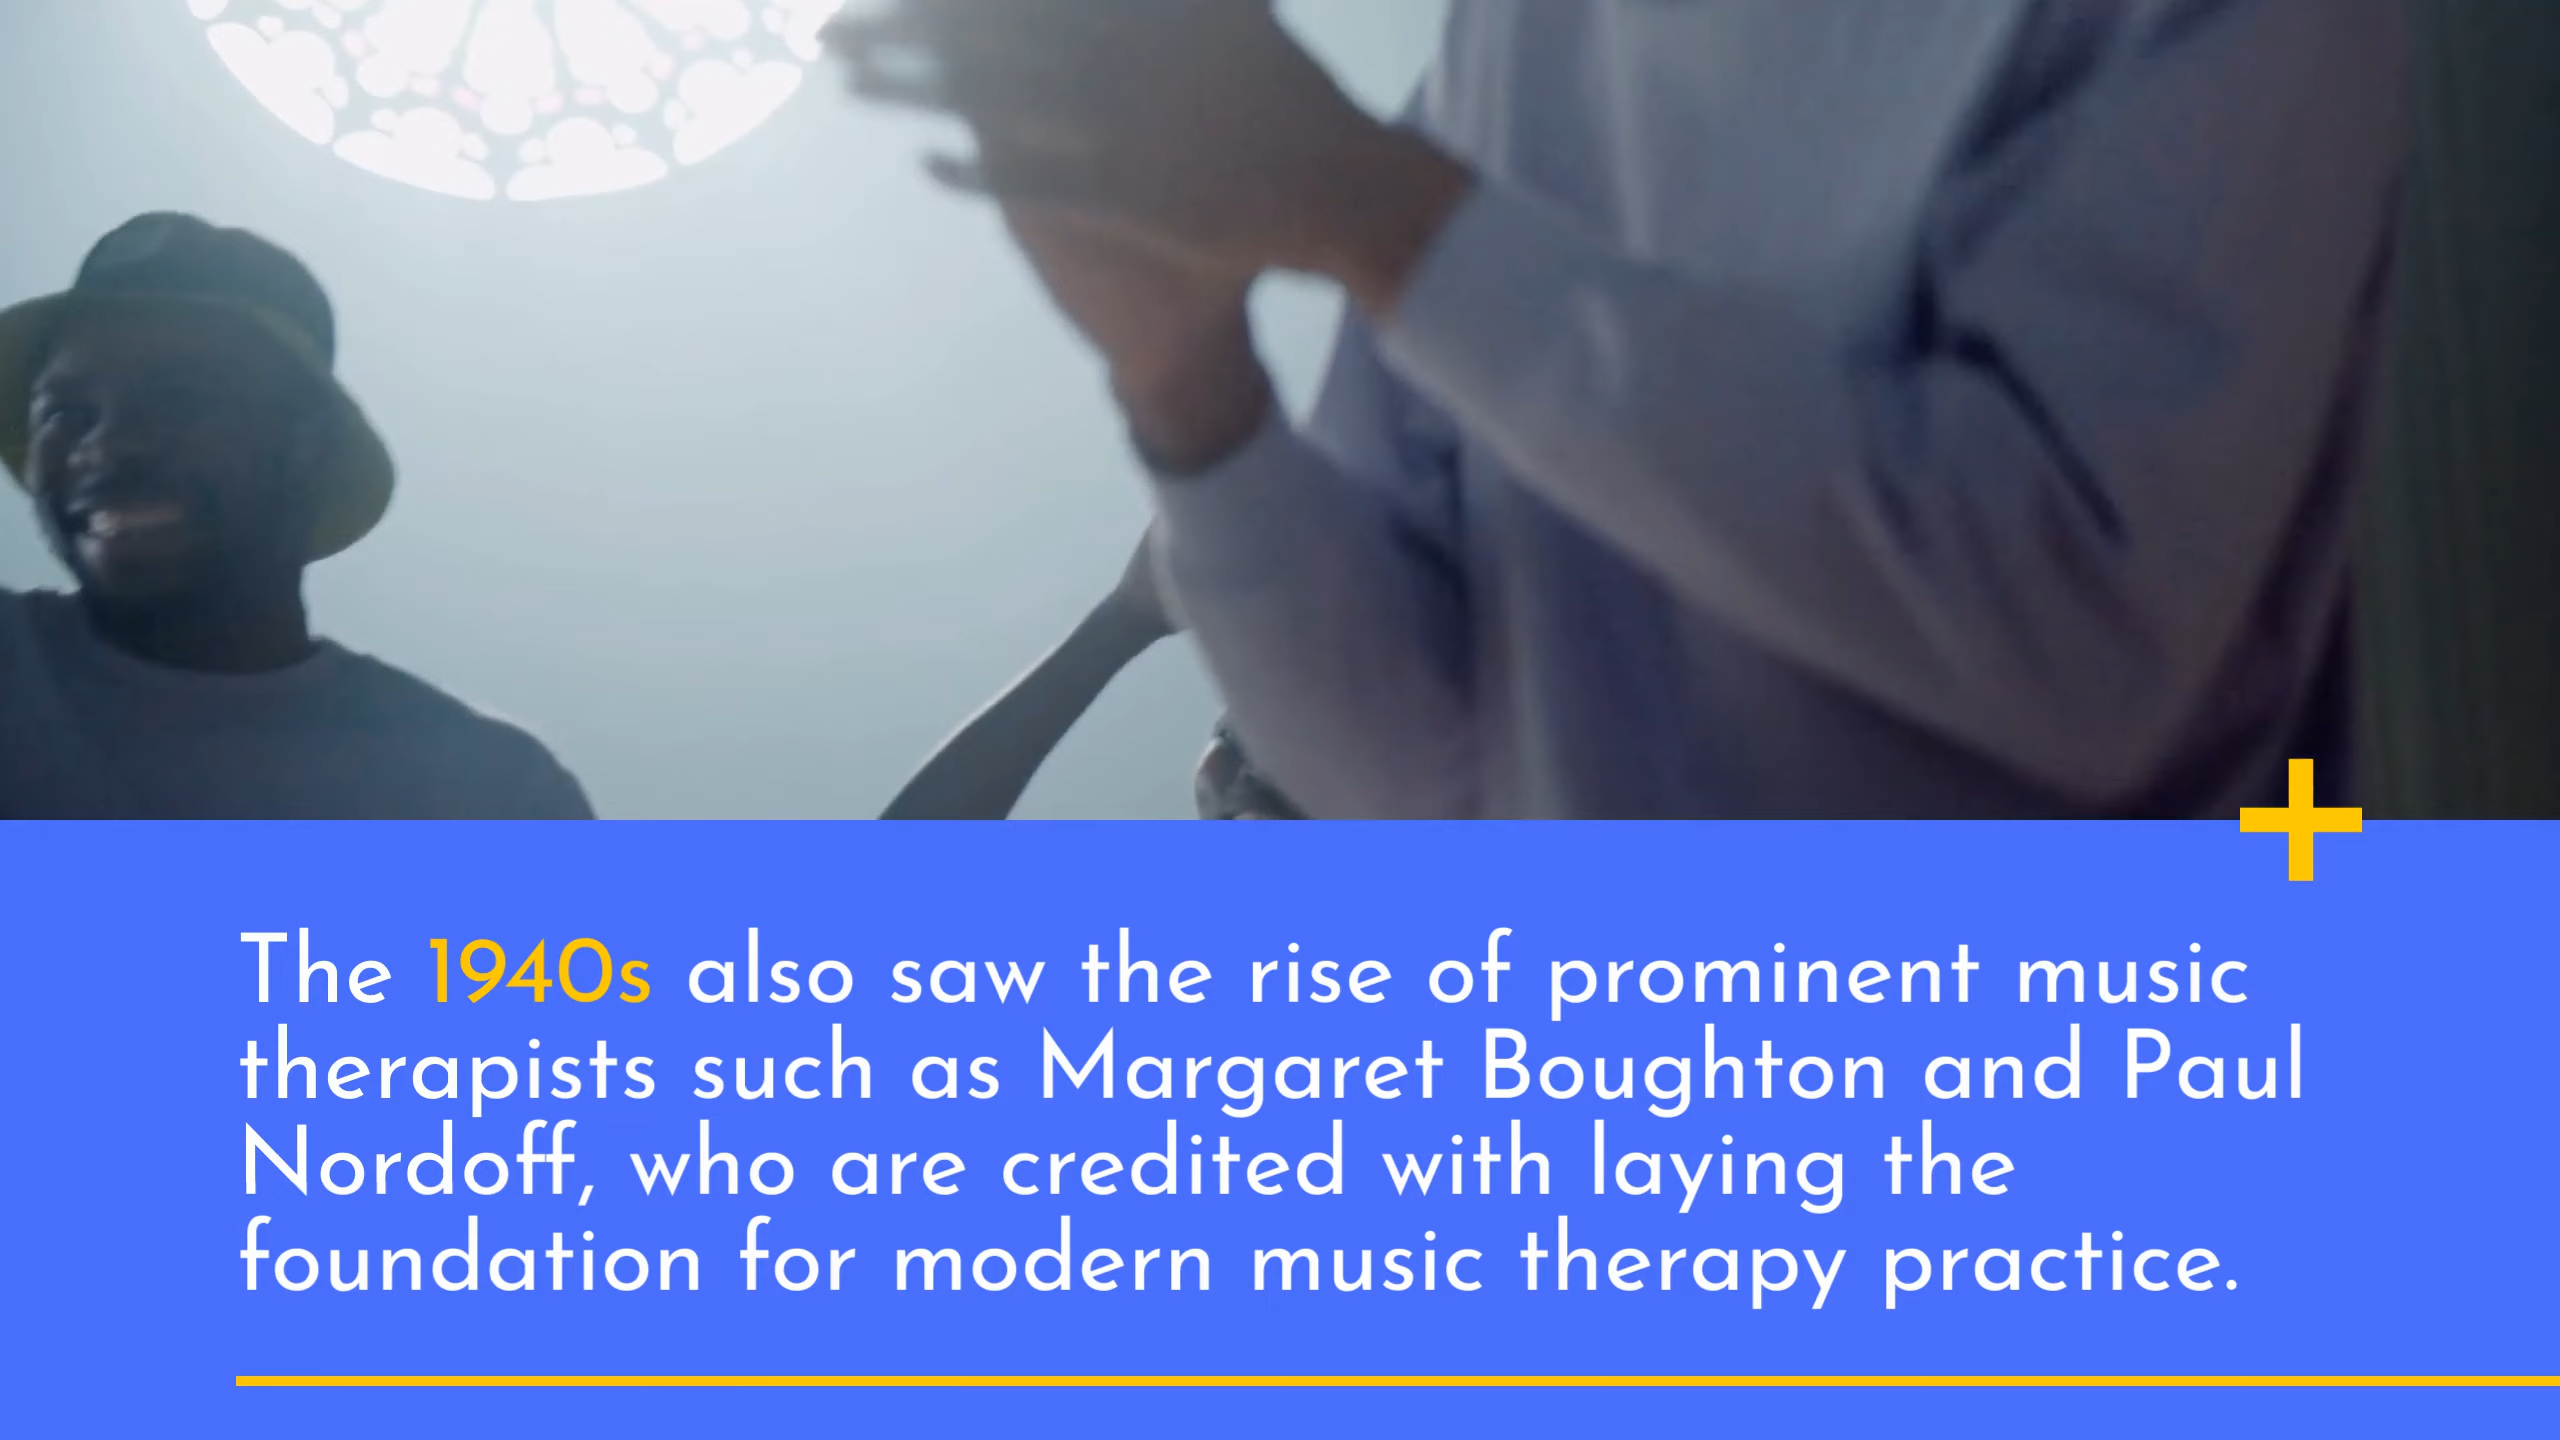 The 1940s also saw the rise of prominent music
therapists such as Margaret Boughton and Paul
Nordoff, who are credited with laying the
foundation for modern music therapy practice.